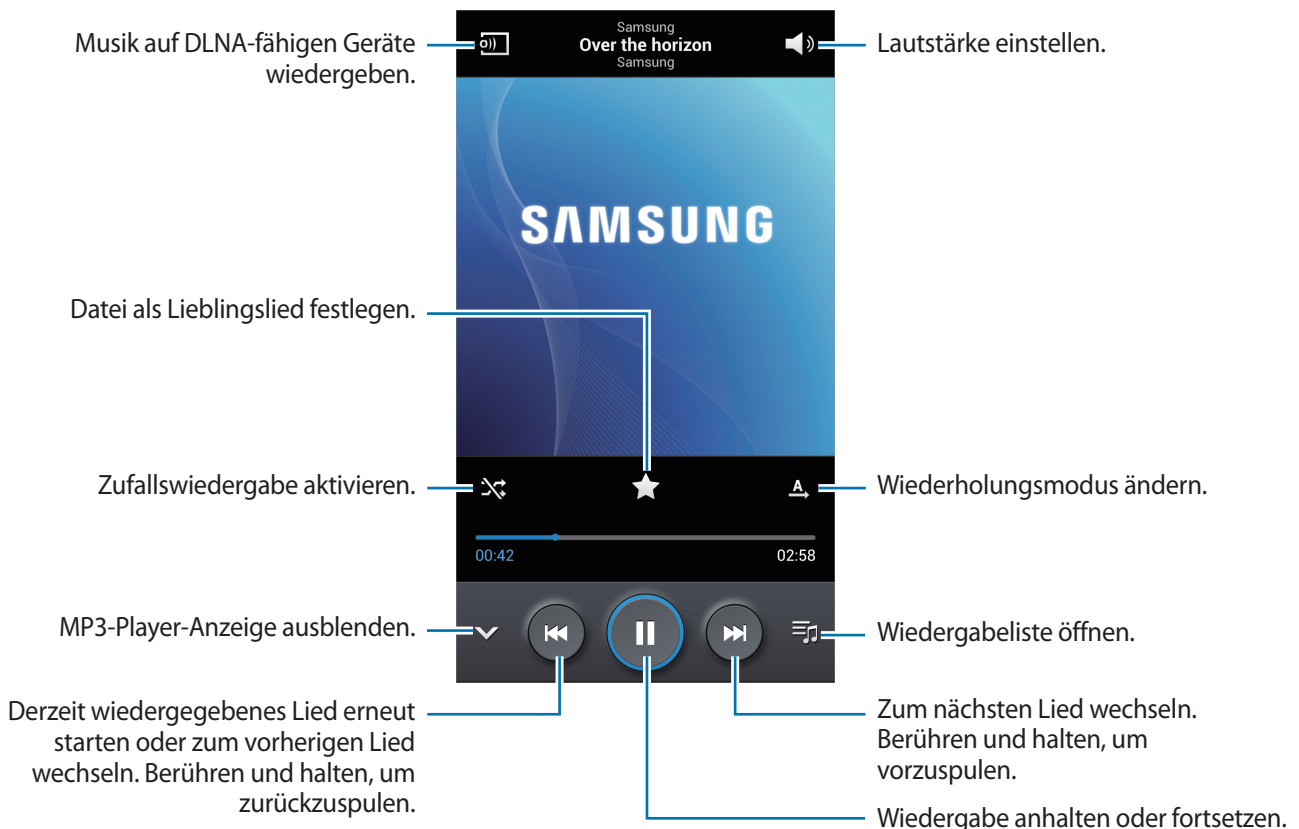 Musik auf DLNA-fähigen Geräte
wiedergeben.
Samsung
Over the horizon
Samsung
Lautstärke einstellen.
SAMSUNG
Datei als Lieblingslied festlegen.
Zufallswiedergabe aktivieren.
A
Wiederholungsmodus ändern.
00:42
02:58
MP3-Player-Anzeige ausblenden.
Wiedergabeliste öffnen.
Derzeit wiedergegebenes Lied erneut
starten oder zum vorherigen Lied
wechseln. Berühren und halten, um
zurückzuspulen.
Zum nächsten Lied wechseln.
Berühren und halten, um
vorzuspulen.
Wiedergabe anhalten oder fortsetzen.